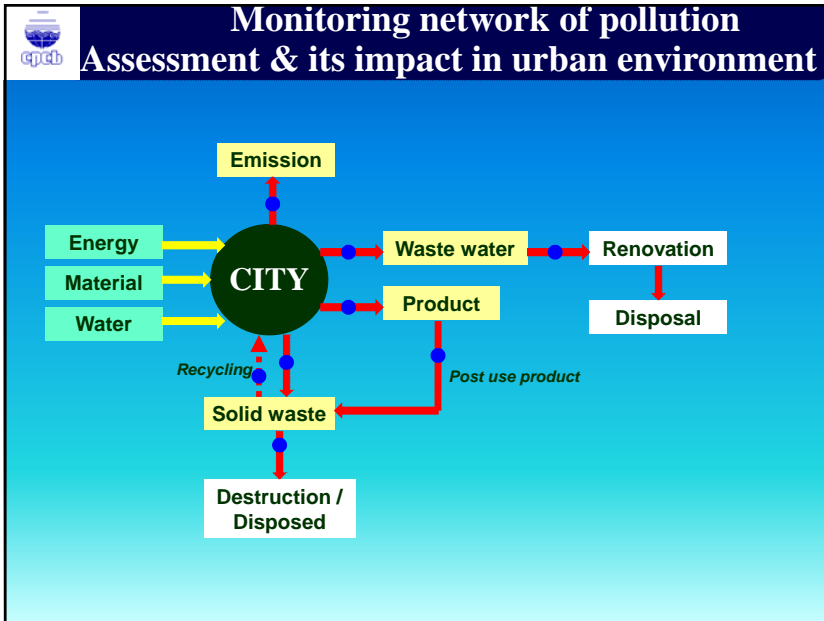 cpcb
Monitoring network of pollution
Assessment & its impact in urban environment
Emission
Energy
Material
Water
CITY
Waste water
Renovation
Product
Disposal
Recycling
Post use product
Solid waste
Destruction /
Disposed